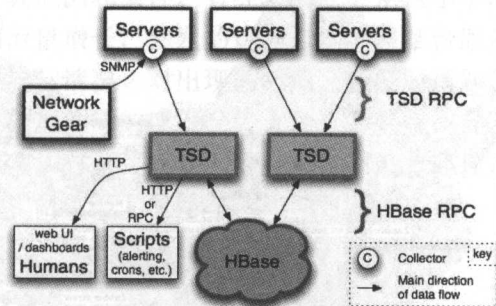 Servers
Servers
Servers
C
C
C
SNMP
Network
Gear
TSD RPC
TSD
TSD
HTTP
HTTP
or
RPC
HBase RPC
web UI
/ dashboards
Humans
Scripts
(alerting,
crons, etc.)
HBase
C
Collector
key
Main direction
of data flow